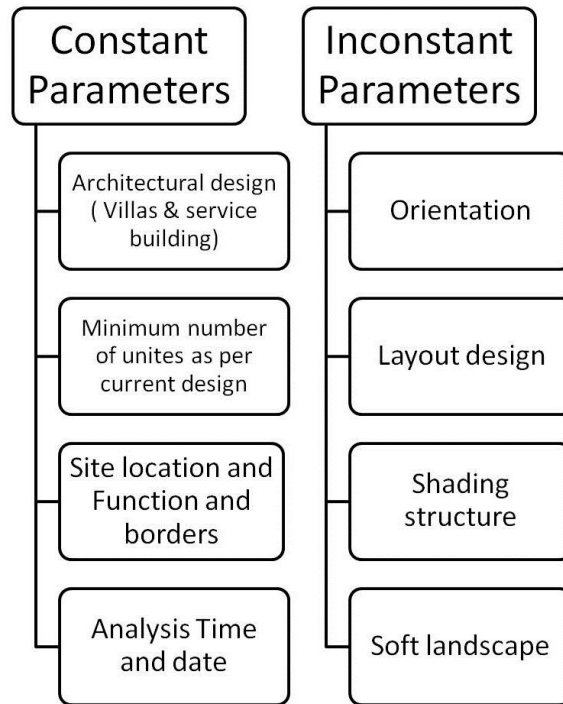 Constant
Parameters
Architectural design
( Villas & service
building)
Minimum number
of unites as per
current design
Site location and
Function and
borders
Analysis Time
and date
Inconstant
Parameters
Orientation
Layout design
Shading
structure
Soft landscape